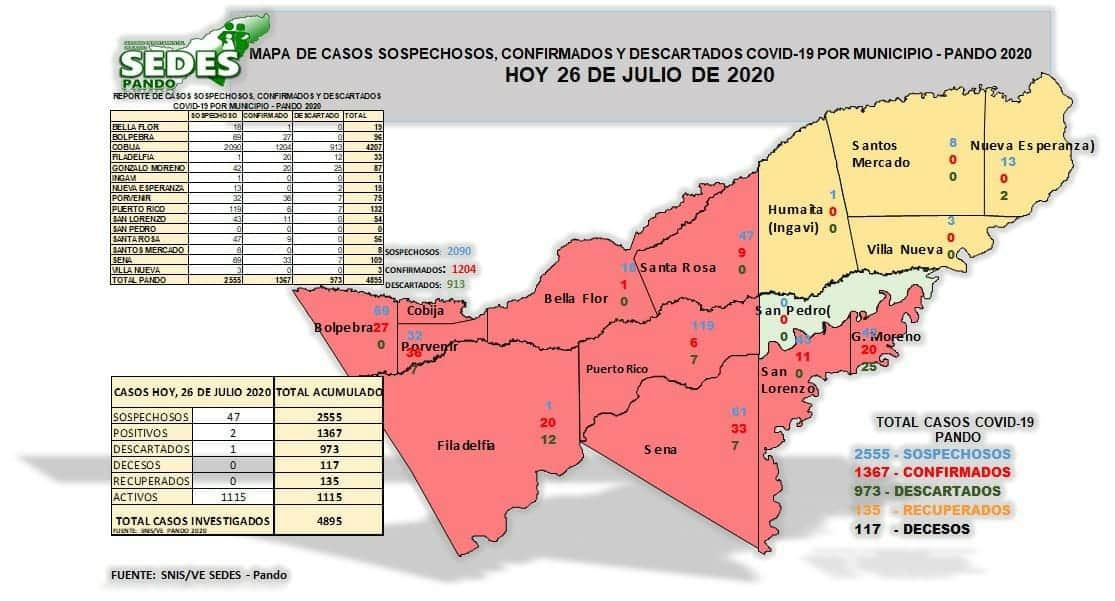 SEDES
PANDO
MAPA DE CASOS SOSPECHOSOS, CONFIRMADOS Y DESCARTADOS COVID-19 POR MUNICIPIO - PANDO 2020
HOY 26 DE JULIO DE 2020
REPORTE DE CASOS SOSPECHOSOS, CONFIRMADOS Y DESCARTADOS
COVID-19 POR MUNICIPIO - PANDO 2020
SOSPECHOSO CONFIRMADO DESCARTADO TOTAL
BELLA FLOR 18 1 0 19
BOLPEBRA 69 27 0 96
COBIJA 2090 1204 913 4207
FILADELFIA 1 20 12 33
GONZALO MORENO 42 20 25 87
INGAVI 1 0 0 1
NUEVA ESPERANZA 13 0 2 15
PORVENIR 32 36 7 75
PUERTO RICO 119 6 7 132
SAN LORENZO 43 11 0 54
SAN PEDRO 0 0 0 0
SANTA ROSA 47 9 0 56
SANTOS MERCADO 8 0 0 8
SENA 69 33 7 109
VILLA NUEVA 3 0 0 3
TOTAL PANDO 2555 1367 973 4895
SOSPECHOSOS: 2090
CONFIRMADOS: 1204
DESCARTADOS: 913
Santos
Mercado
8
0
0
Nueva Esperanza)
13
0
2
Humaita
(Ingavi)
1
0
0
Villa Nueva
3
0
0
47
Santa Rosa 9
0
Bella Flor
1
0
San Pedro(
0
0
0
G. Moreno
20
25
San
Lorenzo
11
0
Cobija
Bolpebra
69
27
0
Porvenir
32
36
7
Puerto Rico
119
6
7
Filadelfia
1
20
12
Sena
61
33
7
CASOS HOY, 26 DE JULIO 2020 TOTAL ACUMULADO
SOSPECHOSOS 47 2555
POSITIVOS 2 1367
DESCARTADOS 1 973
DECESOS 0 117
RECUPERADOS 0 135
ACTIVOS 1115 1115
TOTAL CASOS INVESTIGADOS 4895
FUENTE: SNIS/VE PANDO 2020
TOTAL CASOS COVID-19
PANDO
2555 - SOSPECHOSOS
1367 - CONFIRMADOS
973 - DESCARTADOS
135 - RECUPERADOS
117 - DECESOS
FUENTE: SNIS/VE SEDES - Pando